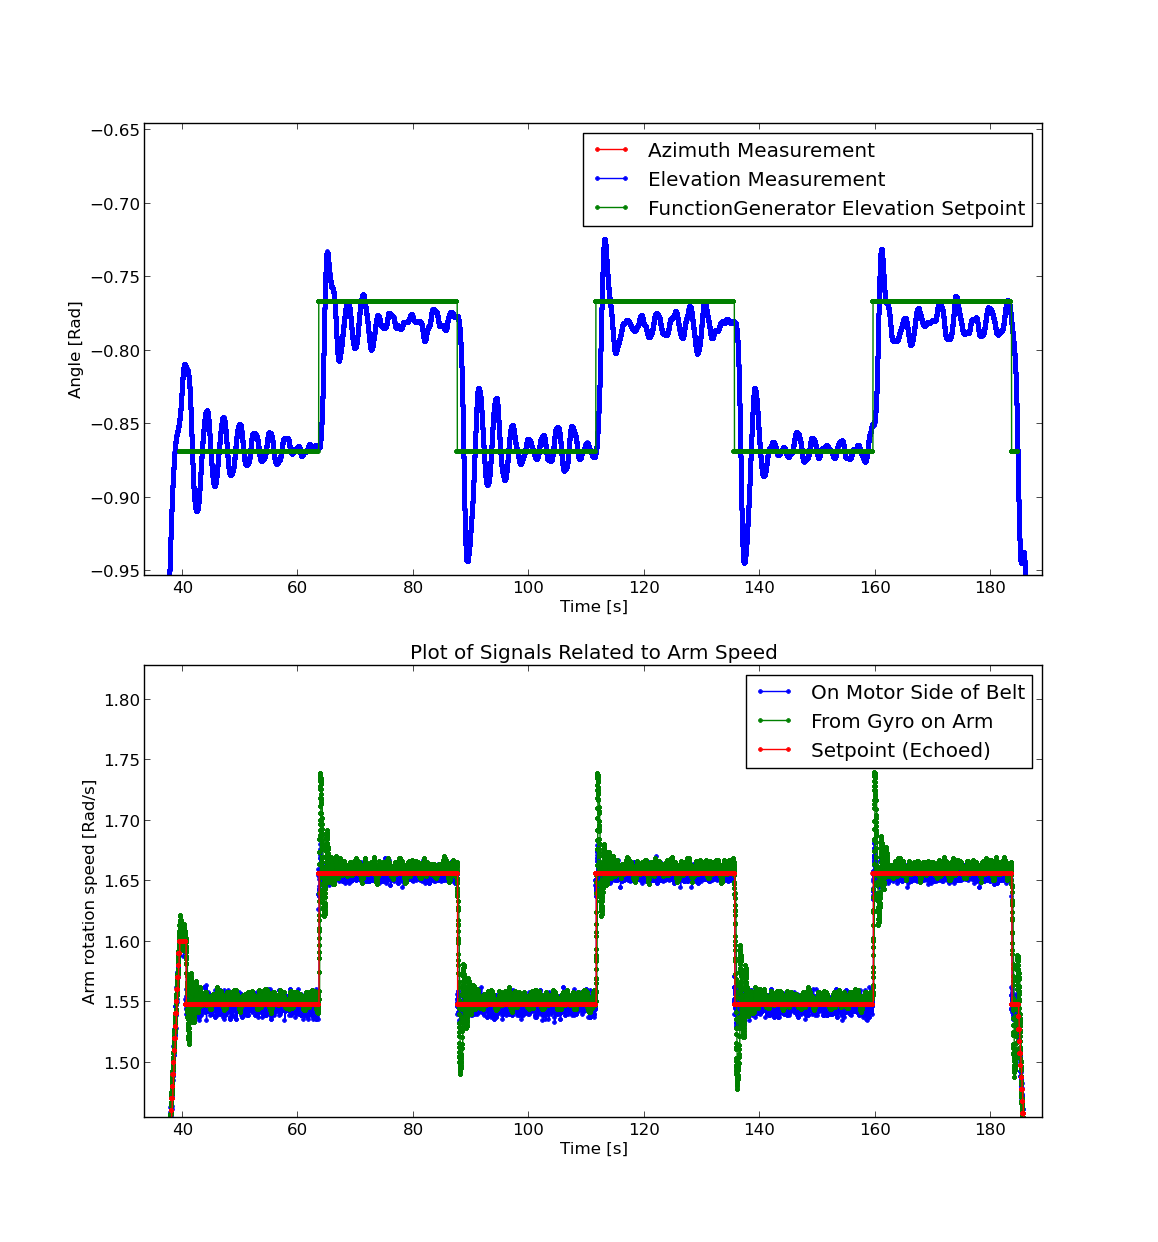 −0.65
−0.70
−0.75
−0.80
−0.85
−0.90
−0.95
Angle [Rad]
Azimuth Measurement
Elevation Measurement
FunctionGenerator Elevation Setpoint
40 60 80 100 120 140 160 180
Time [s]
Plot of Signals Related to Arm Speed
1.80
1.75
1.70
1.65
1.60
1.55
1.50
Arm rotation speed [Rad/s]
On Motor Side of Belt
From Gyro on Arm
Setpoint (Echoed)
40 60 80 100 120 140 160 180
Time [s]